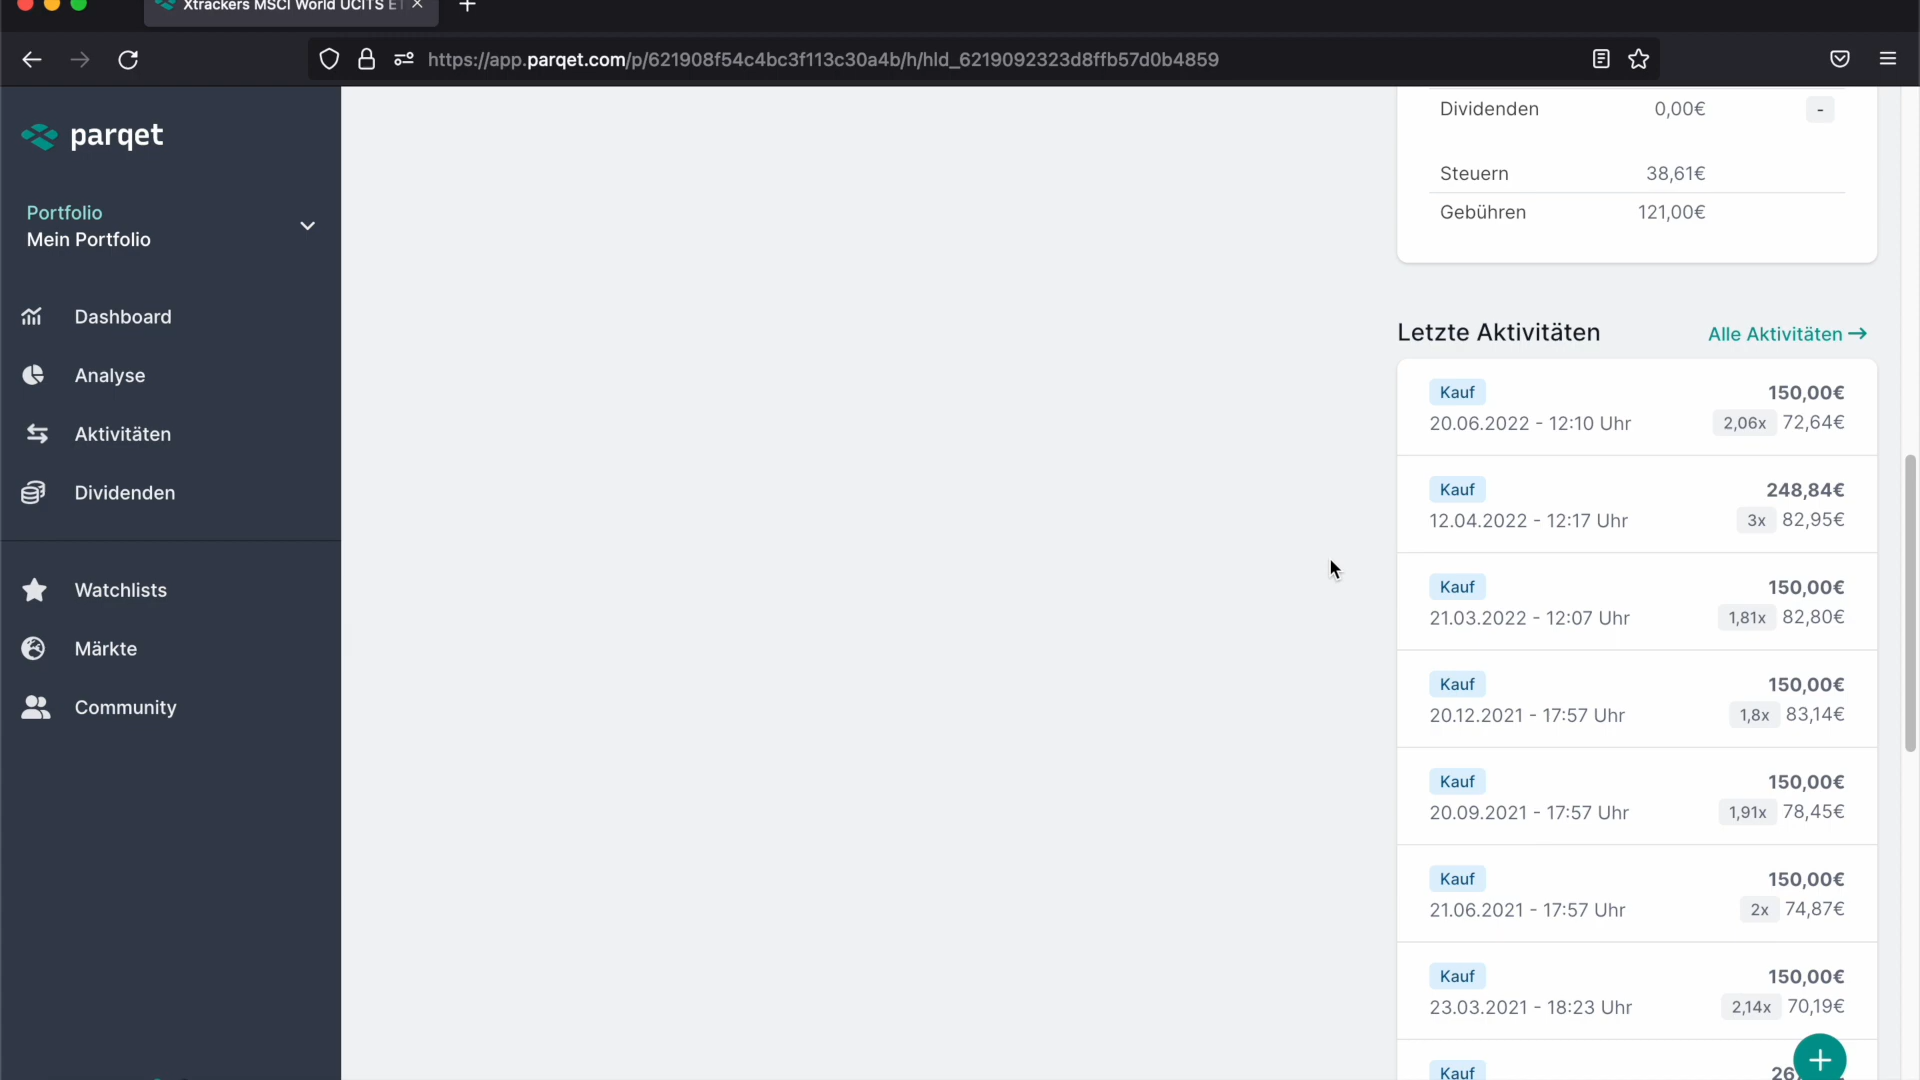 Xtrackers MSCI World UCITS ET
https://app.parqet.com/p/621908f54c4bc3f113c30a4b/h/hld_6219092323d8ffb57d0b4859
parqet
Portfolio
Mein Portfolio
Dashboard
Analyse
Aktivitäten
Dividenden
Watchlists
Märkte
Community
Dividenden 0,00€ -
Steuern 38,61€
Gebühren 121,00€
Letzte Aktivitäten Alle Aktivitäten →
Kauf 150,00€
20.06.2022 - 12:10 Uhr 2,06x 72,64€
Kauf 248,84€
12.04.2022 - 12:17 Uhr 3x 82,95€
Kauf 150,00€
21.03.2022 - 12:07 Uhr 1,81x 82,80€
Kauf 150,00€
20.12.2021 - 17:57 Uhr 1,8x 83,14€
Kauf 150,00€
20.09.2021 - 17:57 Uhr 1,91x 78,45€
Kauf 150,00€
21.06.2021 - 17:57 Uhr 2x 74,87€
Kauf 150,00€
23.03.2021 - 18:23 Uhr 2,14x 70,19€
Kauf